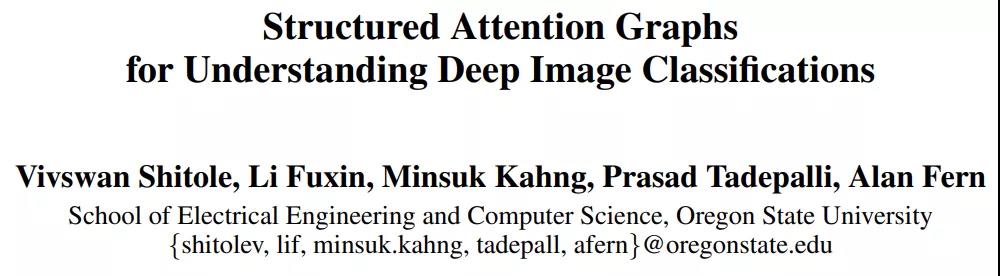 Structured Attention Graphs
for Understanding Deep Image Classifications
Vivswan Shitole, Li Fuxin, Minsuk Kahng, Prasad Tadepalli, Alan Fern
School of Electrical Engineering and Computer Science, Oregon State University
{shitolev, lif, minsuk.kahng, tadepall, afern}@oregonstate.edu